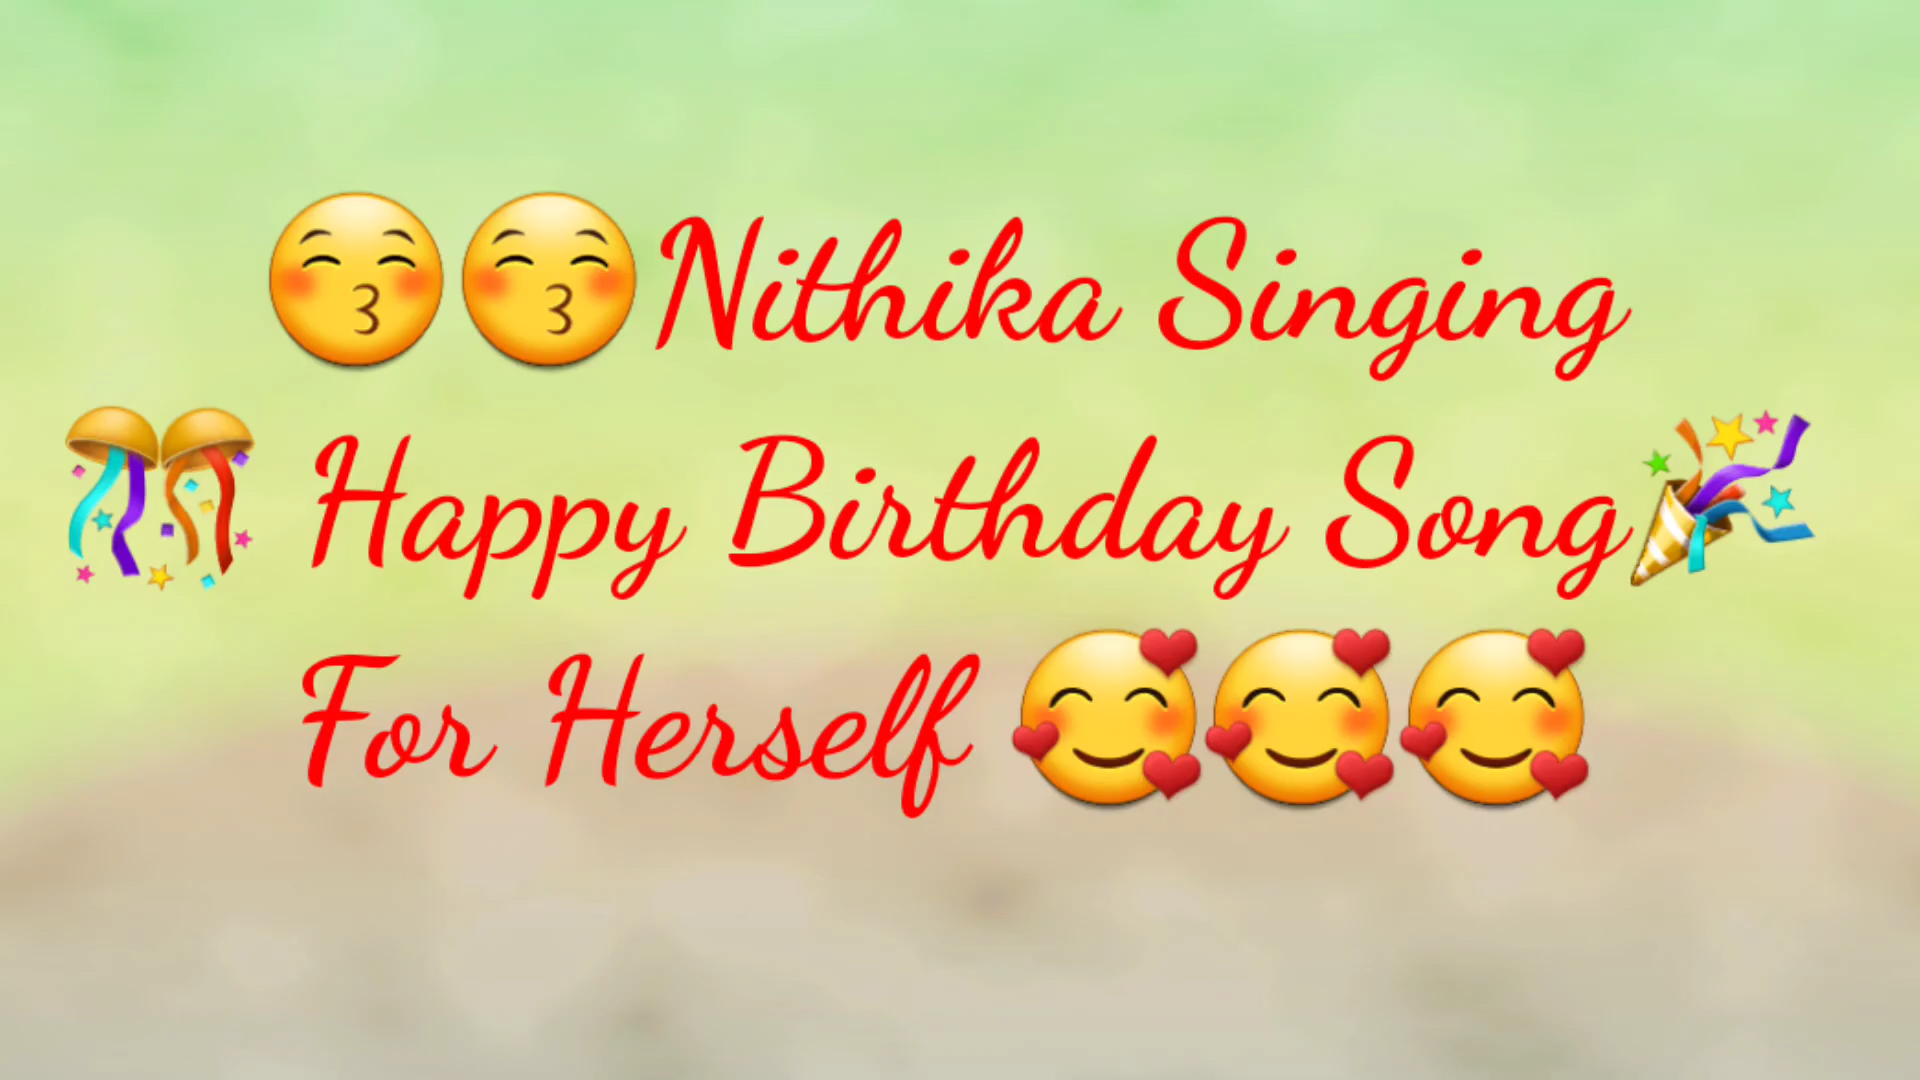 😚😚Nithika Singing
🎊 Happy Birthday Song🎉
For Herself 🥰🥰🥰